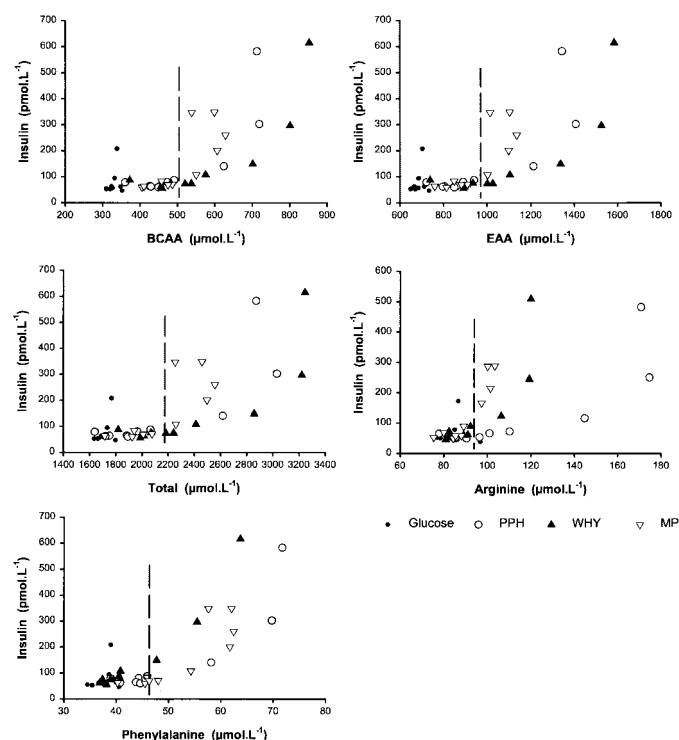 700
600
500
400
300
200
100
0
Insulin (pmol.L⁻¹)
200 300 400 500 600 700 800 900
BCAA (µmol.L⁻¹)
700
600
500
400
300
200
100
0
Insulin (pmol.L⁻¹)
600 800 1000 1200 1400 1600 1800
EAA (µmol.L⁻¹)
700
600
500
400
300
200
100
0
Insulin (pmol.L⁻¹)
1400 1600 1800 2000 2200 2400 2600 2800 3000 3200 3400
Total (µmol.L⁻¹)
600
500
400
300
200
100
0
Insulin (pmol.L⁻¹)
60 80 100 120 140 160 180
Arginine (µmol.L⁻¹)
Glucose PPH WHY MP
700
600
500
400
300
200
100
0
Insulin (pmol.L⁻¹)
30 40 50 60 70 80
Phenylalanine (µmol.L⁻¹)